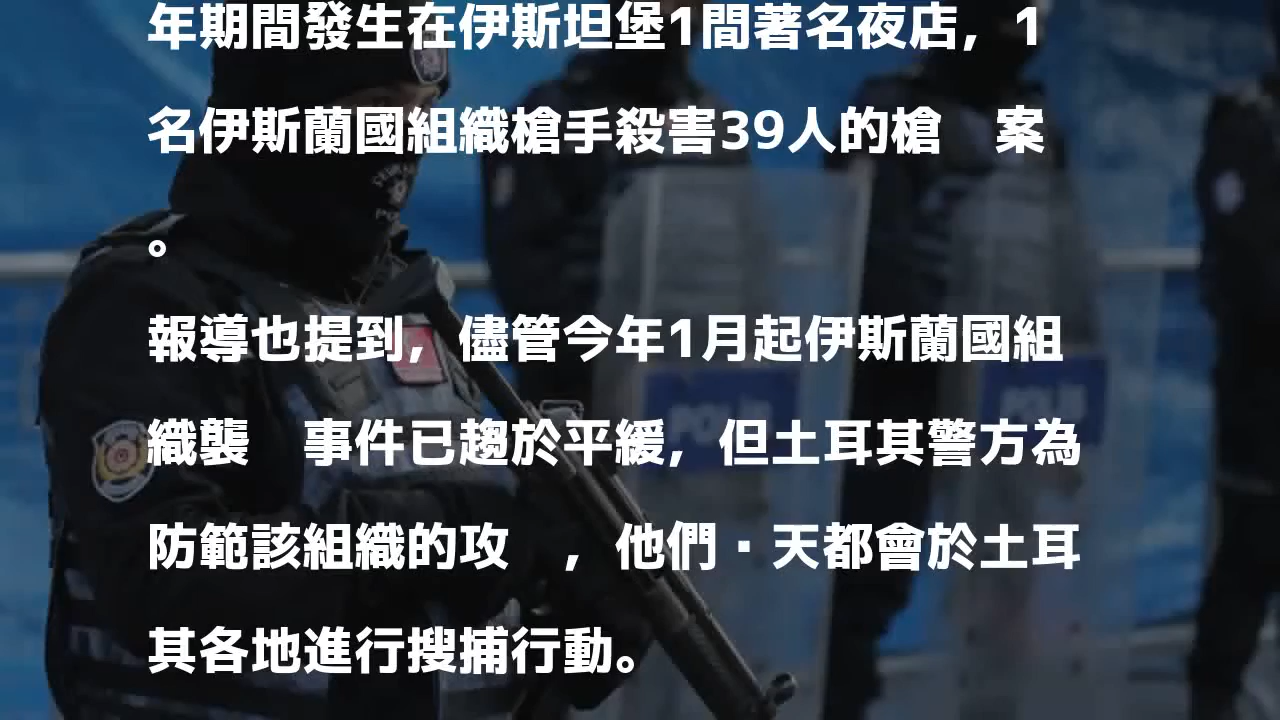 年期間發生在伊斯坦堡1間著名夜店，1
名伊斯蘭國組織槍手殺害39人的槍　案
。
報導也提到，儘管今年1月起伊斯蘭國組
織襲　事件已趨於平緩，但土耳其警方為
防範該組織的攻　，他們·天都會於土耳
其各地進行搜捕行動。
POLİS
POLİS